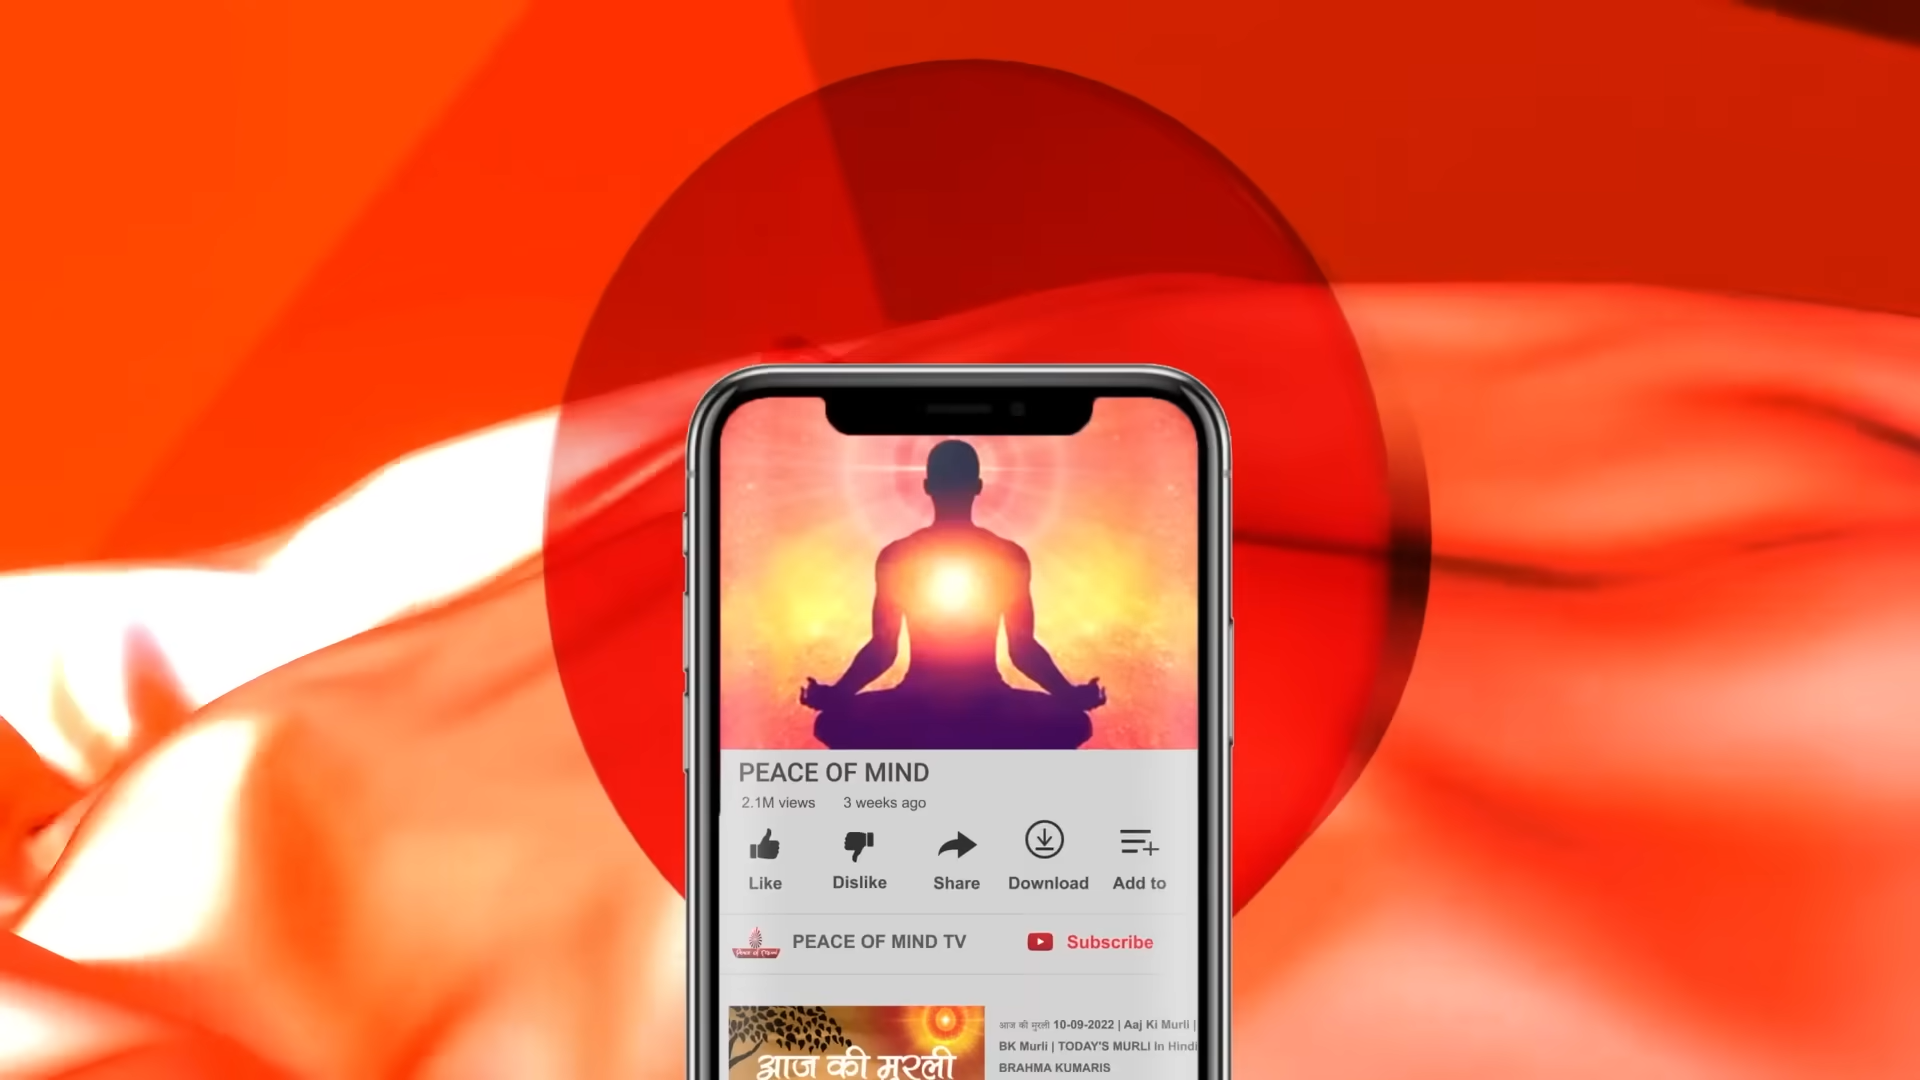 PEACE OF MIND
2.1M views 3 weeks ago
Like Dislike Share Download Add to
PEACE OF MIND TV
Subscribe
आज की मुरली
आज की मुरली 10-09-2022 | Aaj Ki Murli |
BK Murli | TODAY'S MURLI In Hindi
BRAHMA KUMARIS